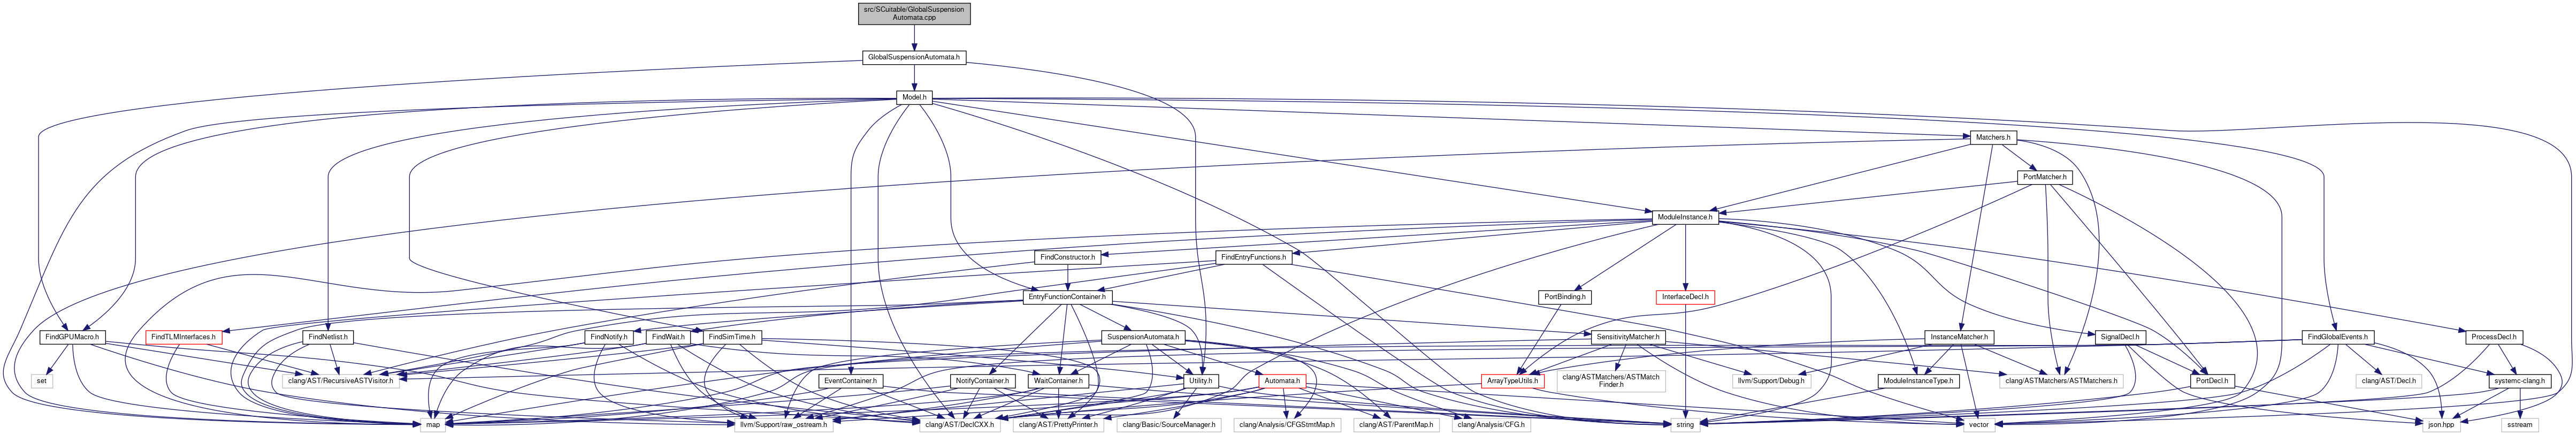 src/SCuitable/GlobalSuspension
Automata.cpp
GlobalSuspensionAutomata.h
Model.h
Matchers.h
PortMatcher.h
ModuleInstance.h
FindConstructor.h
FindEntryFunctions.h
EntryFunctionContainer.h
PortBinding.h
InterfaceDecl.h
FindGPUMacro.h
FindTLMInterfaces.h
FindNetlist.h
FindNotify.h
FindWait.h
FindSimTime.h
SuspensionAutomata.h
SensitivityMatcher.h
InstanceMatcher.h
SignalDecl.h
FindGlobalEvents.h
ProcessDecl.h
set
clang/AST/RecursiveASTVisitor.h
EventContainer.h
NotifyContainer.h
WaitContainer.h
Utility.h
Automata.h
ArrayTypeUtils.h
clang/ASTMatchers/ASTMatch
Finder.h
llvm/Support/Debug.h
ModuleInstanceType.h
clang/ASTMatchers/ASTMatchers.h
PortDecl.h
clang/AST/Decl.h
systemc-clang.h
map
llvm/Support/raw_ostream.h
clang/AST/DeclCXX.h
clang/AST/PrettyPrinter.h
clang/Basic/SourceManager.h
clang/Analysis/CFGStmtMap.h
clang/AST/ParentMap.h
clang/Analysis/CFG.h
string
vector
json.hpp
sstream